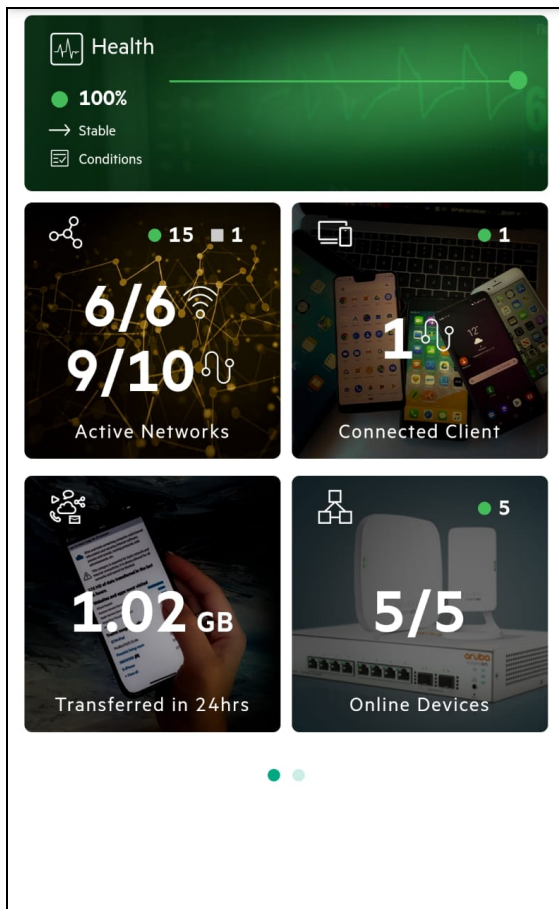 Health
100%
Stable
Conditions
15 1
6/6
9/10
Active Networks
1
1
Connected Client
1.02 GB
Transferred in 24hrs
5
5/5
aruba
Online Devices